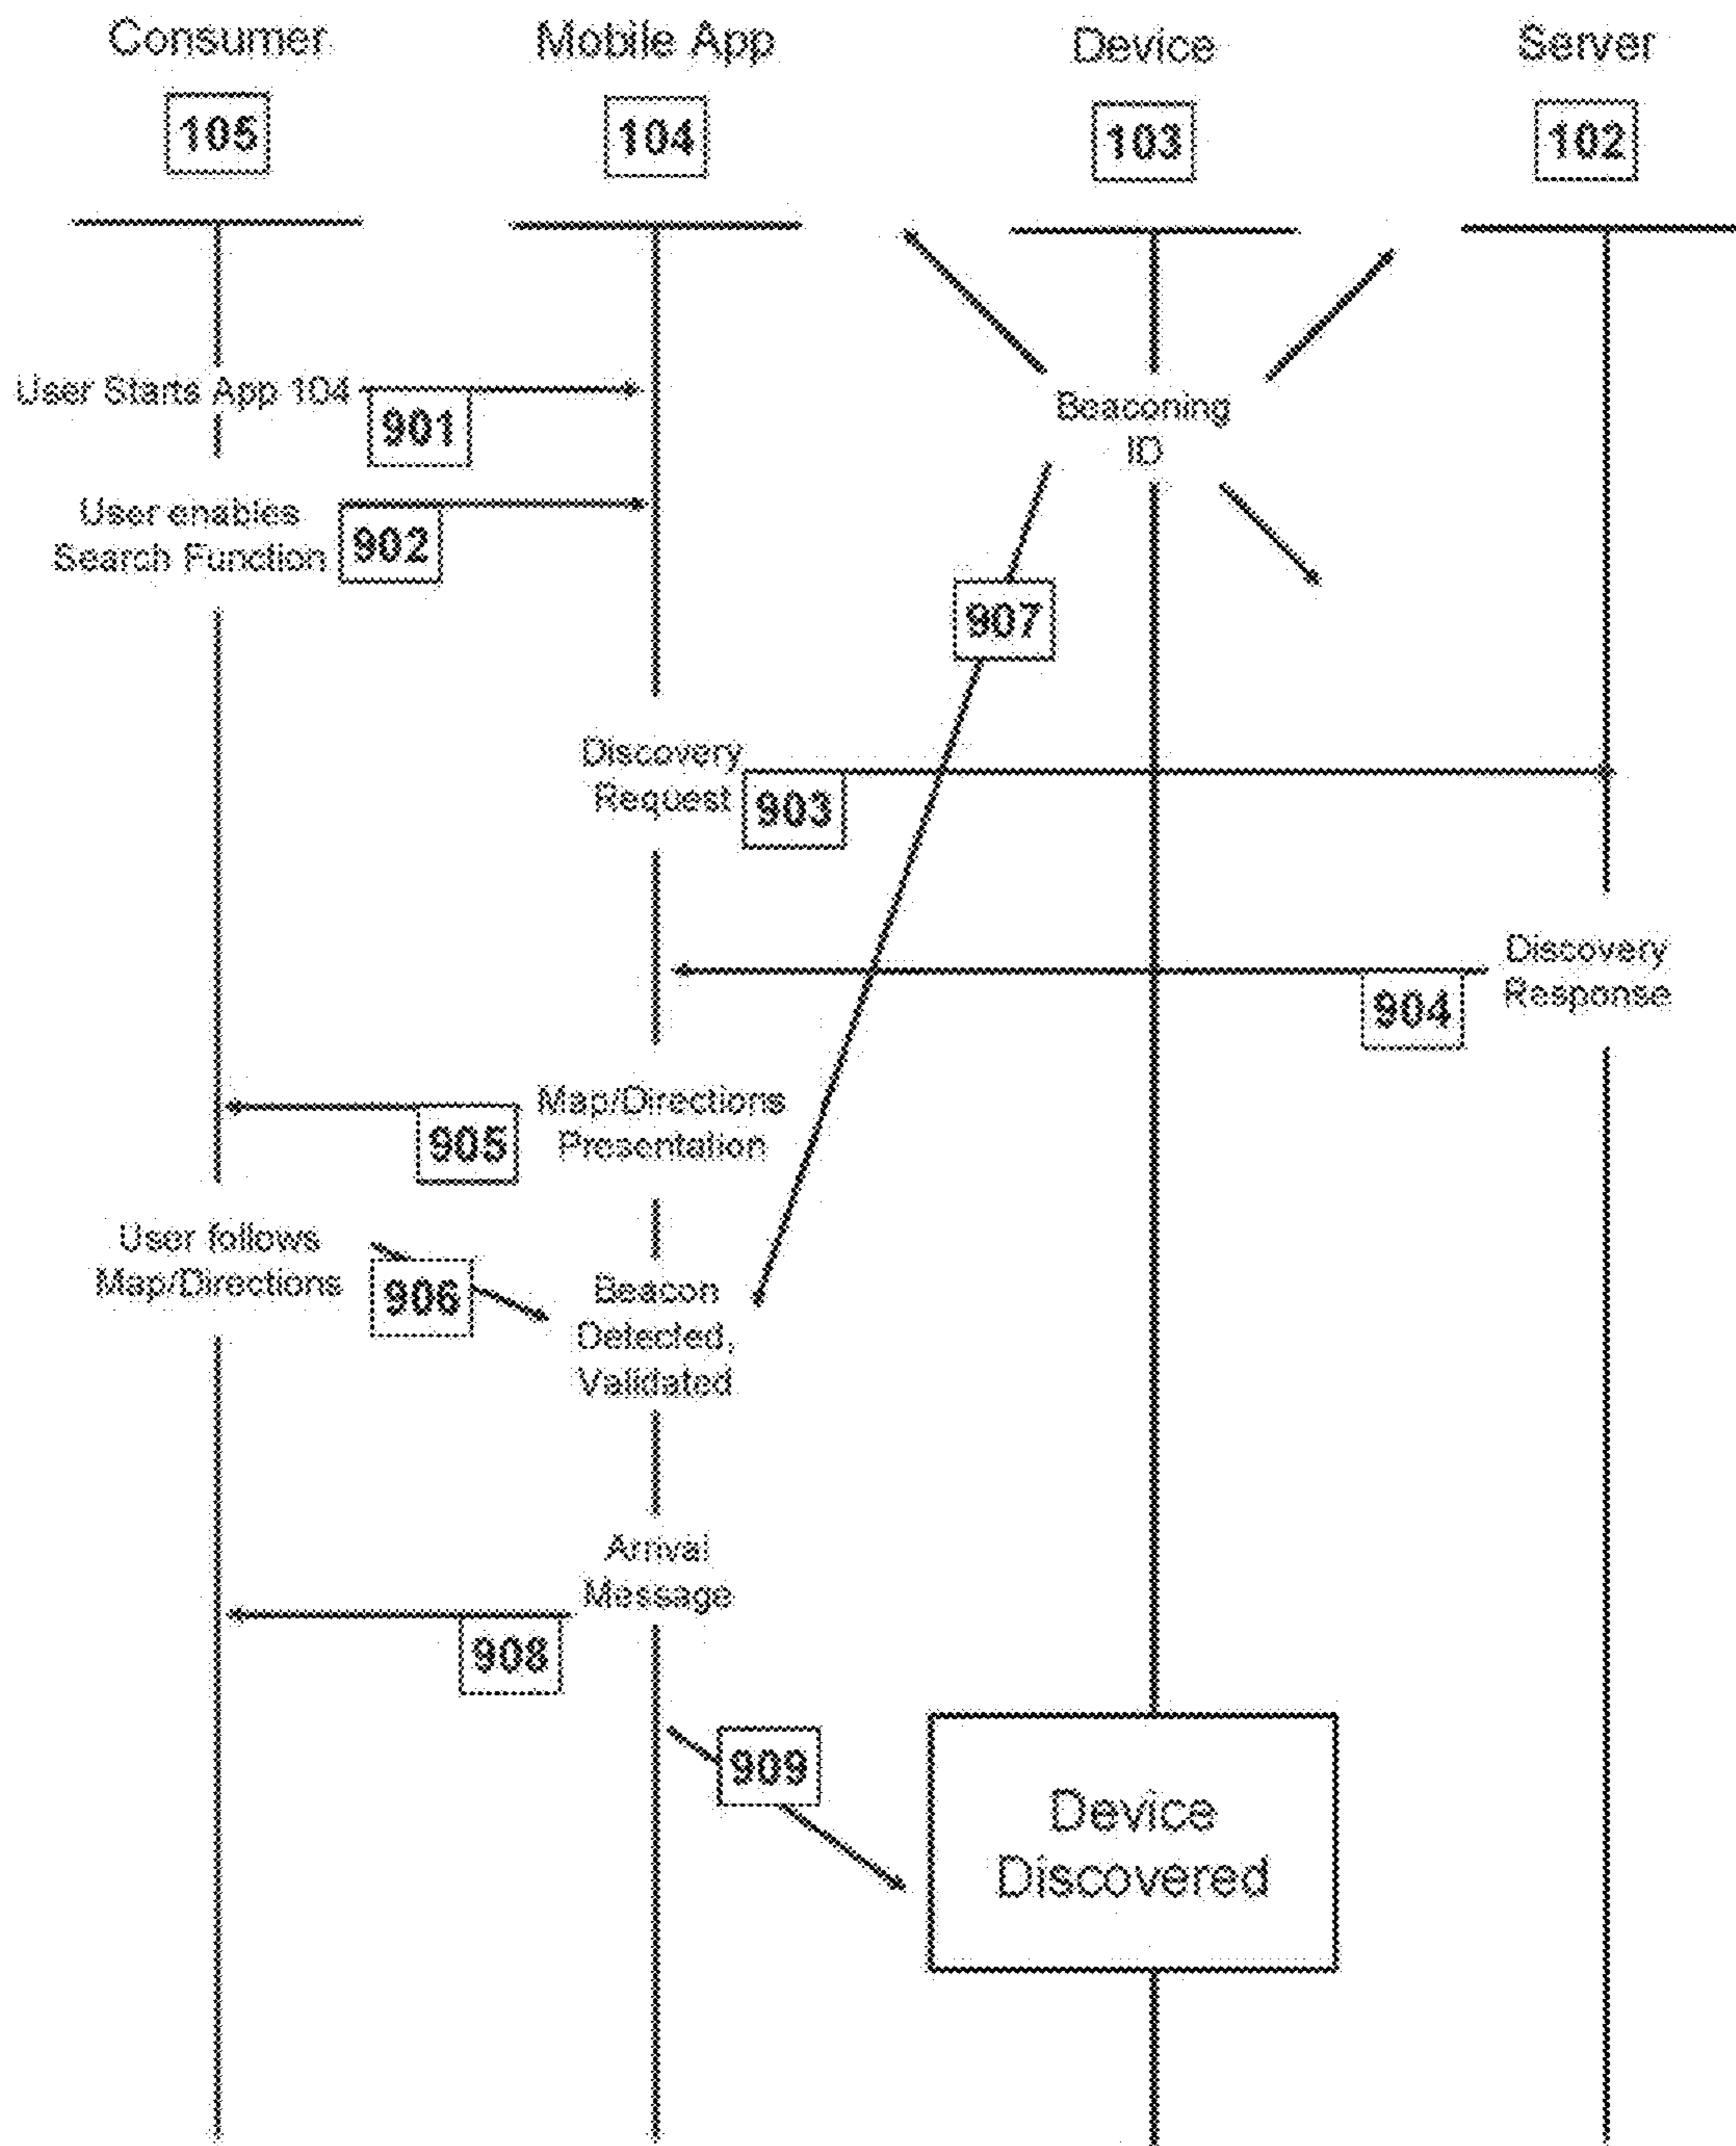 Consumer Mobile App Device Server
105 104 103 102
User Starts App 104
901
Beaconing
ID
User enables
Search Function
902
907
Discovery
Request
903
Discovery
Response
904
Map/Directions
Presentation
905
User follows
Map/Directions
906
Beacon
Detected,
Validated
Arrival
Message
908
909
Device
Discovered